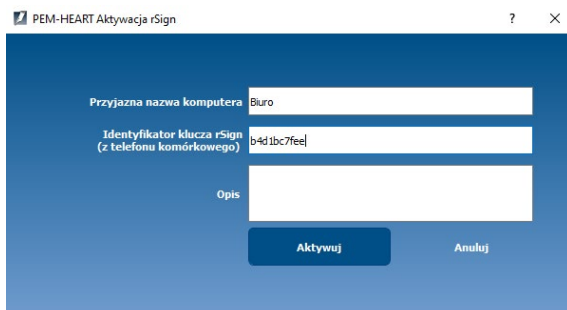 PEM-HEART Aktywacja rSign
?
Przyjazna nazwa komputera
Biuro
Identyfikator klucza rSign
(z telefonu komórkowego)
b4d1bc7fee
Opis
Aktywuj
Anuluj